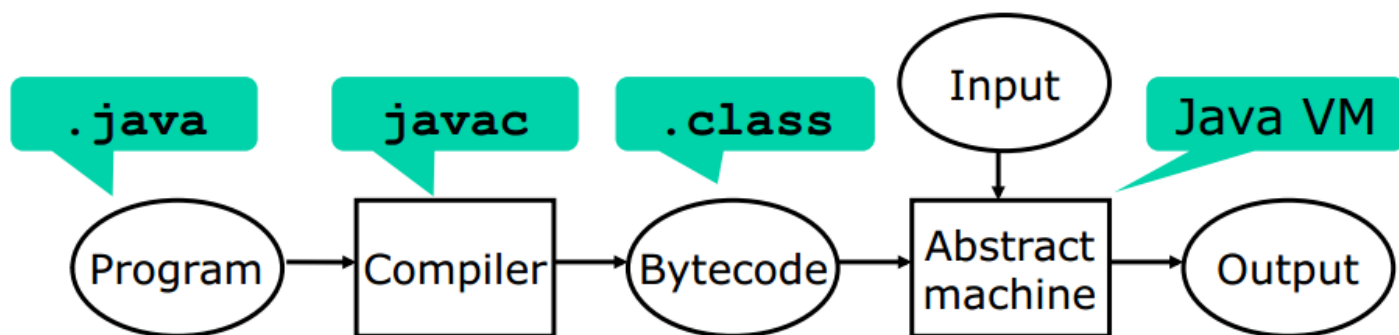 .java
javac
.class
Input
Java VM
Program
Compiler
Bytecode
Abstract
machine
Output